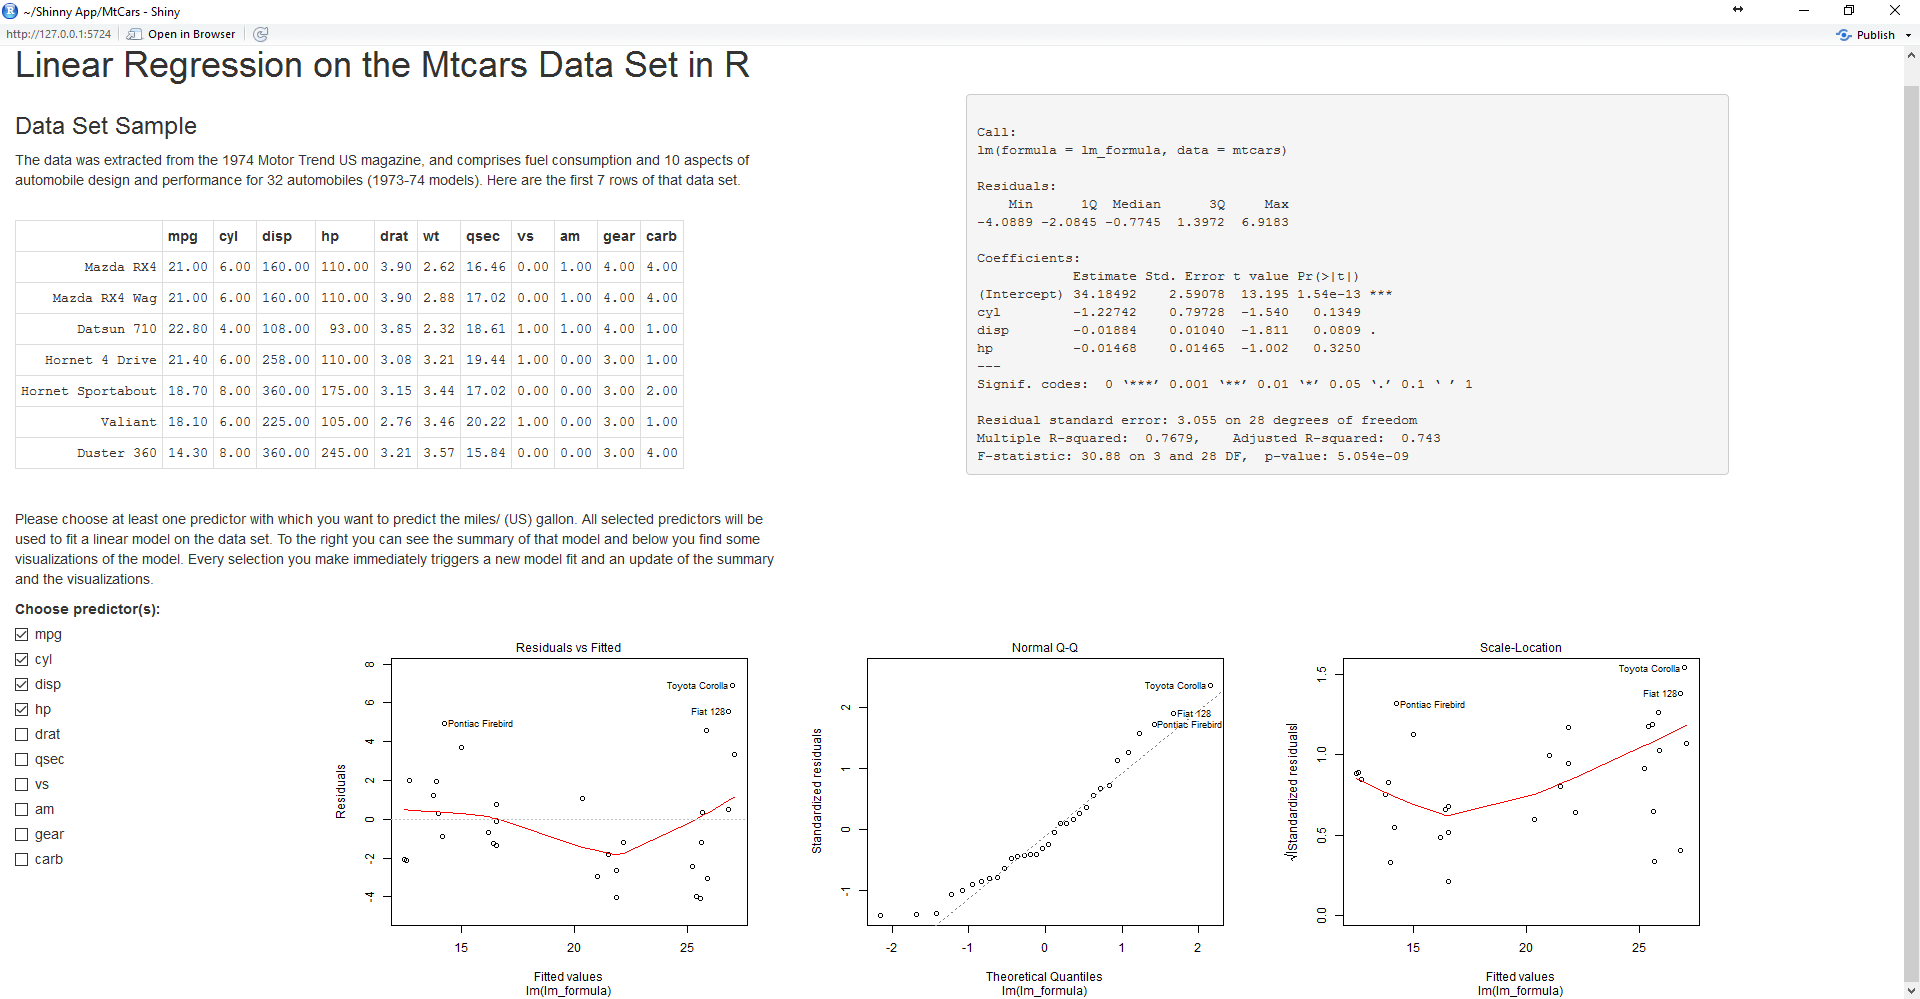 ~/Shinny App/MtCars - Shiny
http://127.0.0.1:5724 Open in Browser Publish
Linear Regression on the Mtcars Data Set in R
Data Set Sample
The data was extracted from the 1974 Motor Trend US magazine, and comprises fuel consumption and 10 aspects of
automobile design and performance for 32 automobiles (1973-74 models). Here are the first 7 rows of that data set.
mpg cyl disp hp drat wt qsec vs am gear carb
Mazda RX4 21.00 6.00 160.00 110.00 3.90 2.62 16.46 0.00 1.00 4.00 4.00
Mazda RX4 Wag 21.00 6.00 160.00 110.00 3.90 2.88 17.02 0.00 1.00 4.00 4.00
Datsun 710 22.80 4.00 108.00 93.00 3.85 2.32 18.61 1.00 1.00 4.00 1.00
Hornet 4 Drive 21.40 6.00 258.00 110.00 3.08 3.21 19.44 1.00 0.00 3.00 1.00
Hornet Sportabout 18.70 8.00 360.00 175.00 3.15 3.44 17.02 0.00 0.00 3.00 2.00
Valiant 18.10 6.00 225.00 105.00 2.76 3.46 20.22 1.00 0.00 3.00 1.00
Duster 360 14.30 8.00 360.00 245.00 3.21 3.57 15.84 0.00 0.00 3.00 4.00
Call:
lm(formula = lm_formula, data = mtcars)
Residuals:
Min 1Q Median 3Q Max
-4.0889 -2.0845 -0.7745 1.3972 6.9183
Coefficients:
Estimate Std. Error t value Pr(>|t|)
(Intercept) 34.18492 2.59078 13.195 1.54e-13 ***
cyl -1.22742 0.79728 -1.540 0.1349
disp -0.01884 0.01040 -1.811 0.0809 .
hp -0.01468 0.01465 -1.002 0.3250
---
Signif. codes: 0 ‘***’ 0.001 ‘**’ 0.01 ‘*’ 0.05 ‘.’ 0.1 ‘ ’ 1
Residual standard error: 3.055 on 28 degrees of freedom
Multiple R-squared: 0.7679, Adjusted R-squared: 0.743
F-statistic: 30.88 on 3 and 28 DF, p-value: 5.054e-09
Please choose at least one predictor with which you want to predict the miles/ (US) gallon. All selected predictors will be
used to fit a linear model on the data set. To the right you can see the summary of that model and below you find some
visualizations of the model. Every selection you make immediately triggers a new model fit and an update of the summary
and the visualizations.
Choose predictor(s):
mpg
cyl
disp
hp
drat
qsec
vs
am
gear
carb
Residuals vs Fitted
Residuals
8
6
4
2
0
-2
-4
Toyota Corolla
Fiat 128
Pontiac Firebird
15 20 25
Fitted values
lm(lm_formula)
Normal Q-Q
Standardized residuals
2
1
0
-1
Toyota Corolla
Fiat 128
Pontiac Firebird
-2 -1 0 1 2
Theoretical Quantiles
lm(lm_formula)
Scale-Location
√|Standardized residuals|
1.5
1.0
0.5
0.0
Toyota Corolla
Fiat 128
Pontiac Firebird
15 20 25
Fitted values
lm(lm_formula)